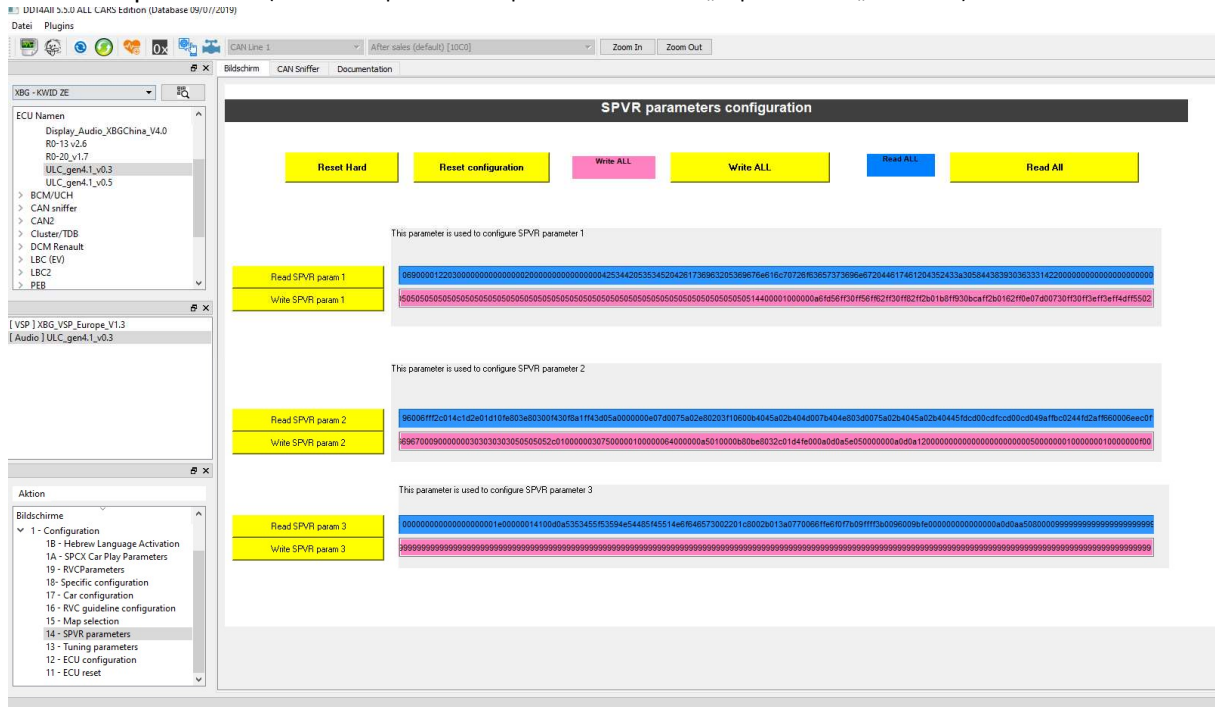 DDT4All 5.5.0 ALL CARS Edition (Database 09/07/2019)
Datei Plugins
0x CAN Line 1 After sales (default) [10C0] Zoom In Zoom Out
Bildschirm CAN Sniffer Documentation
XBG - KWID ZE
ECU Namen
Display_Audio_XBGChina_V4.0
R0-13 v2.6
R0-20_v1.7
ULC_gen4.1_v0.3
ULC_gen4.1_v0.5
BCM/UCH
CAN sniffer
CAN2
Cluster/TDB
DCM Renault
LBC (EV)
LBC2
PEB
[ VSP ] XBG_VSP_Europe_V1.3
[ Audio ] ULC_gen4.1_v0.3
Aktion
Bildschirme
1 - Configuration
1B - Hebrew Language Activation
1A - SPCX Car Play Parameters
19 - RVCParameters
18- Specific configuration
17 - Car configuration
16 - RVC guideline configuration
15 - Map selection
14 - SPVR parameters
13 - Tuning parameters
12 - ECU configuration
11 - ECU reset
SPVR parameters configuration
Reset Hard Reset configuration Write ALL Write ALL Read ALL Read All
This parameter is used to configure SPVR parameter 1
Read SPVR param 1
Write SPVR param 1
This parameter is used to configure SPVR parameter 2
Read SPVR param 2
Write SPVR param 2
This parameter is used to configure SPVR parameter 3
Read SPVR param 3
Write SPVR param 3